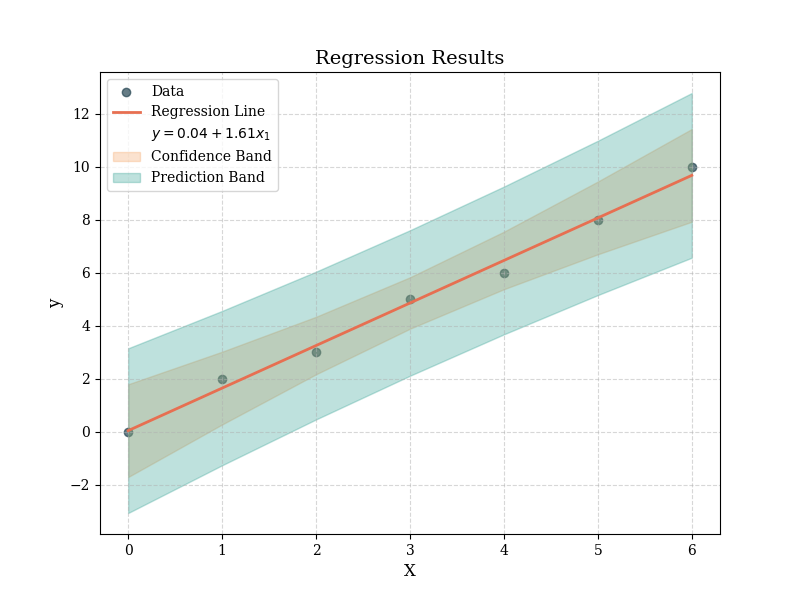 Regression Results
Data
Regression Line
y = 0.04 + 1.61x₁
Confidence Band
Prediction Band
y
12
10
8
6
4
2
0
−2
0 1 2 3 4 5 6
X